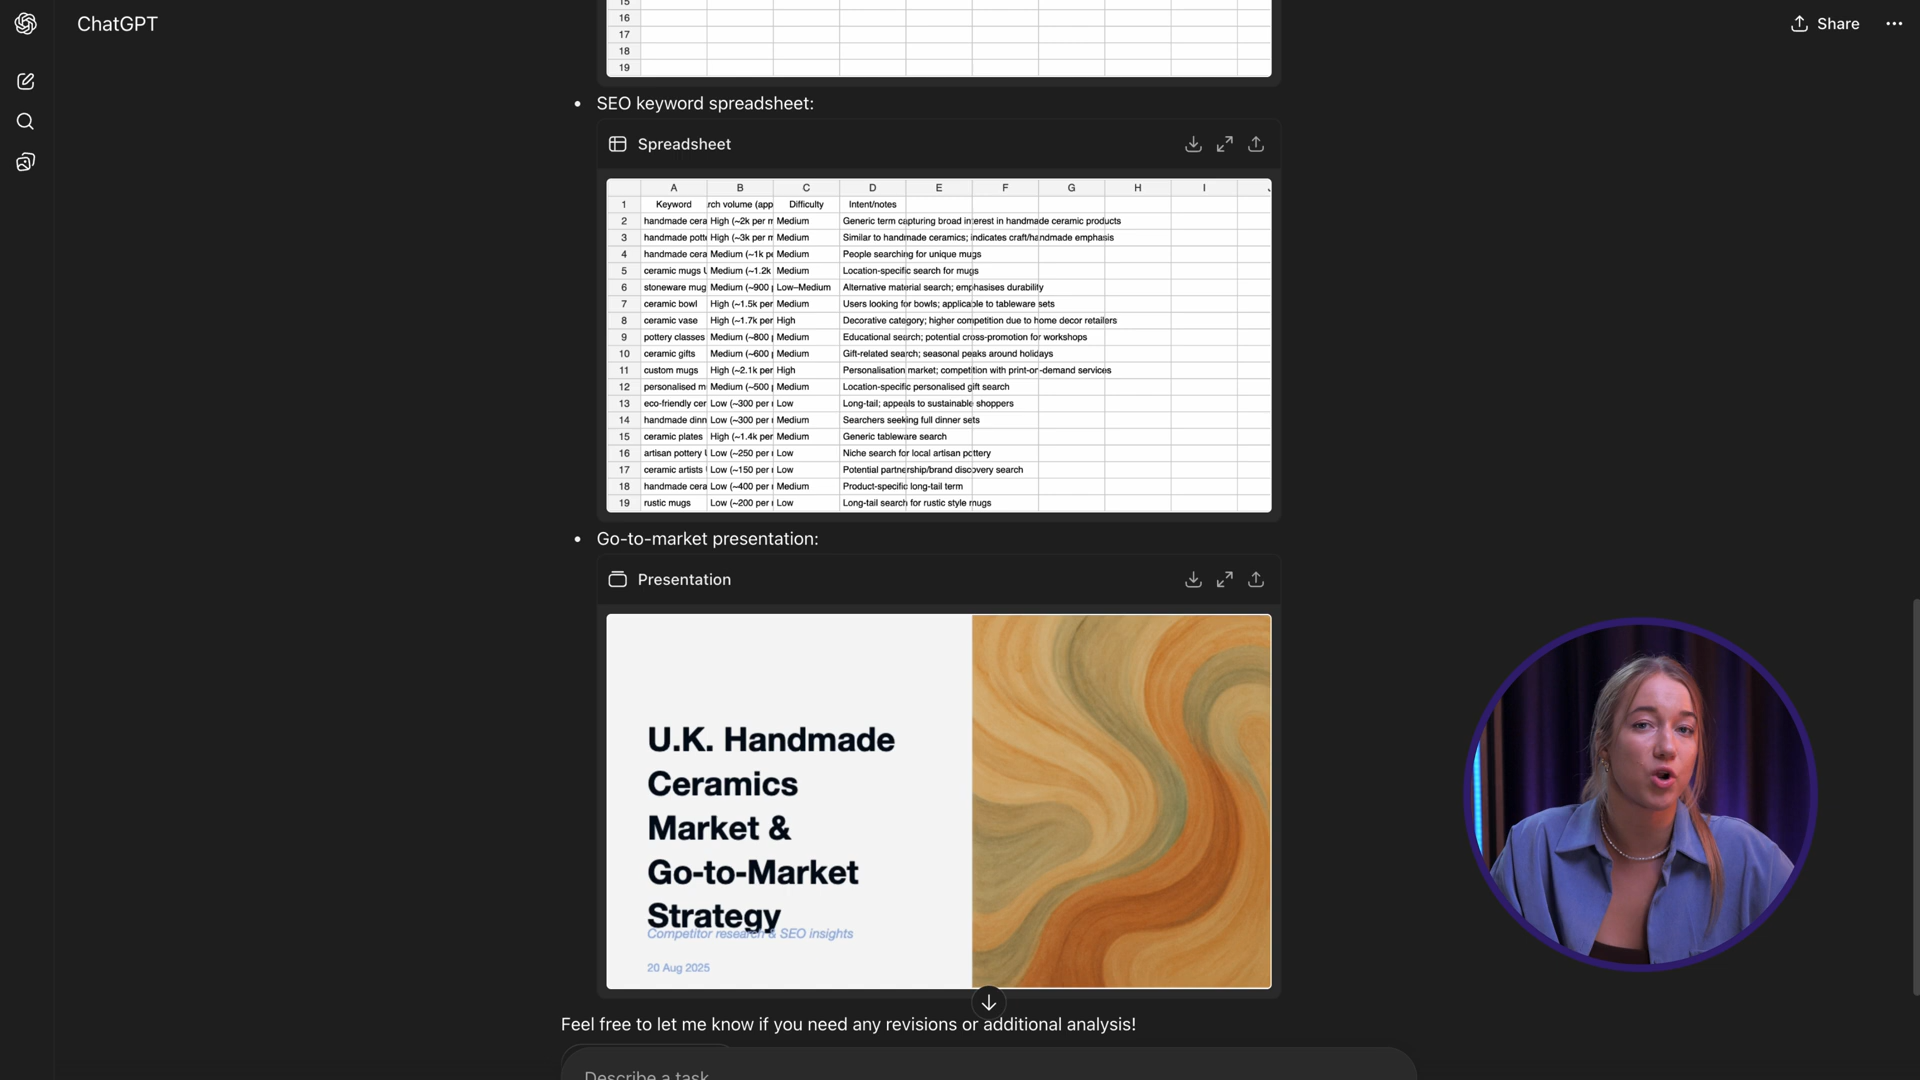 ChatGPT
Share
15
16
17
18
19
SEO keyword spreadsheet:
Spreadsheet
A B C D E F G H I
1 Keyword rch volume (app Difficulty Intent/notes
2 handmade cera High (~2k per m Medium Generic term capturing broad interest in handmade ceramic products
3 handmade potte High (~3k per m Medium Similar to handmade ceramics; indicates craft/handmade emphasis
4 handmade cera Medium (~1k pe Medium People searching for unique mugs
5 ceramic mugs U Medium (~1.2k Medium Location-specific search for mugs
6 stoneware mug Medium (~900 p Low–Medium Alternative material search; emphasises durability
7 ceramic bowl High (~1.5k per Medium Users looking for bowls; applicable to tableware sets
8 ceramic vase High (~1.7k per High Decorative category; higher competition due to home decor retailers
9 pottery classes Medium (~800 p Medium Educational search; potential cross-promotion for workshops
10 ceramic gifts Medium (~600 p Medium Gift-related search; seasonal peaks around holidays
11 custom mugs High (~2.1k per High Personalisation market; competition with print-on-demand services
12 personalised m Medium (~500 p Medium Location-specific personalised gift search
13 eco-friendly cer Low (~300 per r Low Long-tail; appeals to sustainable shoppers
14 handmade dinn Low (~300 per r Medium Searchers seeking full dinner sets
15 ceramic plates High (~1.4k per Medium Generic tableware search
16 artisan pottery U Low (~250 per r Low Niche search for local artisan pottery
17 ceramic artists U Low (~150 per r Low Potential partnership/brand discovery search
18 handmade cera Low (~400 per r Medium Product-specific long-tail term
19 rustic mugs Low (~200 per r Low Long-tail search for rustic style mugs
Go-to-market presentation:
Presentation
U.K. Handmade
Ceramics
Market &
Go-to-Market
Strategy
Competitor research & SEO insights
20 Aug 2025
Feel free to let me know if you need any revisions or additional analysis!
Describe a task